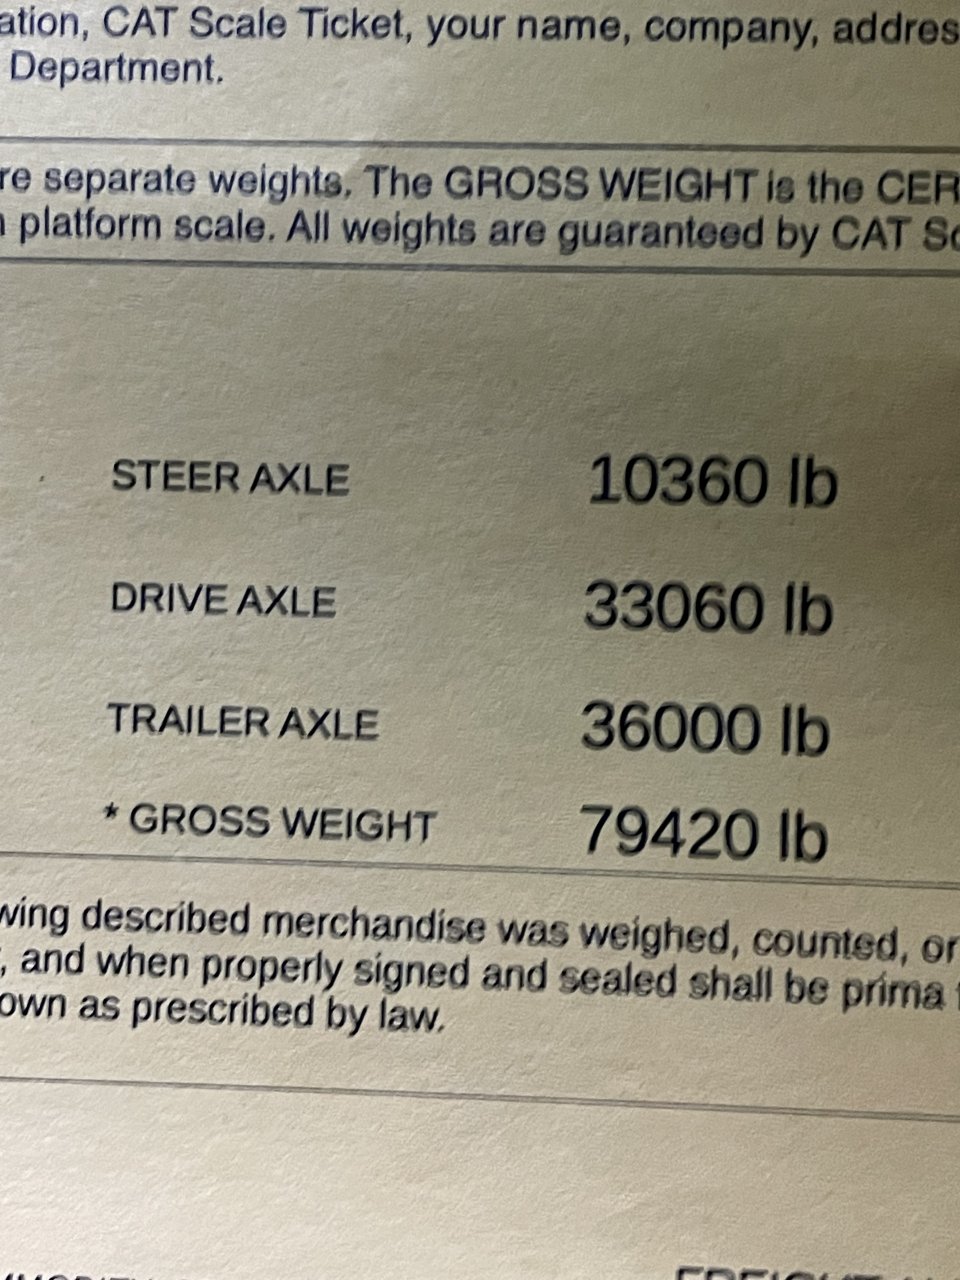 ation, CAT Scale Ticket, your name, company, addres
Department.
re separate weights. The GROSS WEIGHT is the CER
platform scale. All weights are guaranteed by CAT Sc
STEER AXLE 10360 lb
DRIVE AXLE 33060 lb
TRAILER AXLE 36000 lb
* GROSS WEIGHT 79420 lb
wing described merchandise was weighed, counted, or
, and when properly signed and sealed shall be prima
own as prescribed by law.